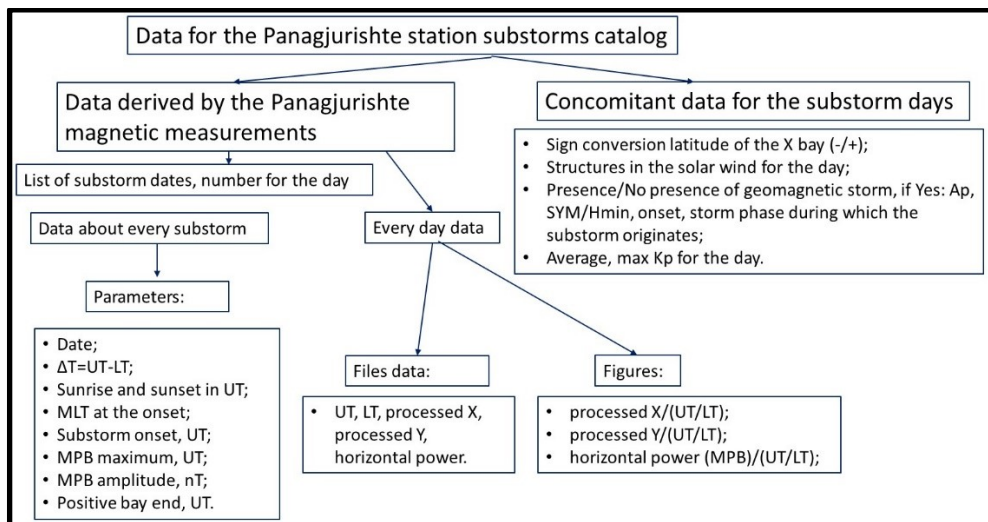 Data for the Panagjurishte station substorms catalog
Data derived by the Panagjurishte
magnetic measurements
Concomitant data for the substorm days
• Sign conversion latitude of the X bay (-/+);
• Structures in the solar wind for the day;
• Presence/No presence of geomagnetic storm, if Yes: Ap,
SYM/Hmin, onset, storm phase during which the
substorm originates;
• Average, max Kp for the day.
List of substorm dates, number for the day
Data about every substorm
Every day data
Parameters:
• Date;
• ΔT=UT-LT;
• Sunrise and sunset in UT;
• MLT at the onset;
• Substorm onset, UT;
• MPB maximum, UT;
• MPB amplitude, nT;
• Positive bay end, UT.
Files data:
• UT, LT, processed X,
processed Y,
horizontal power.
Figures:
• processed X/(UT/LT);
• processed Y/(UT/LT);
• horizontal power (MPB)/(UT/LT);